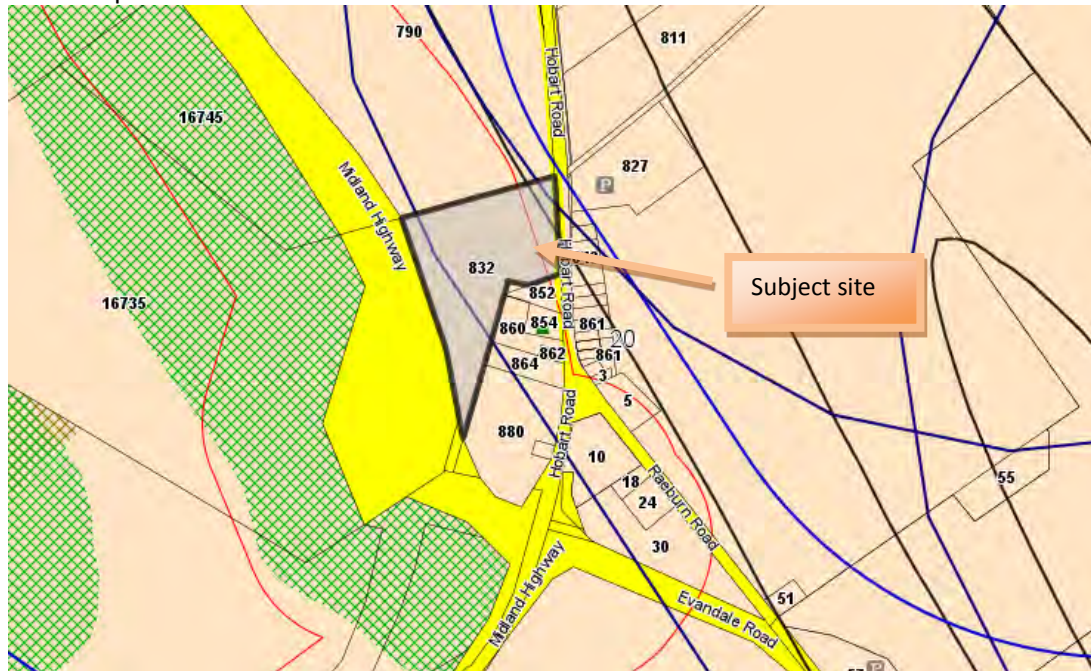 790
811
Hobart Road
16745
827
P
Midland Highway
832
Hobart Road
Subject site
852
16735
860
854
861
20
862
861
864
3
5
880
Hobart Road
10
18
24
55
Raeburn Road
30
51
Midland Highway
Evandale Road
P